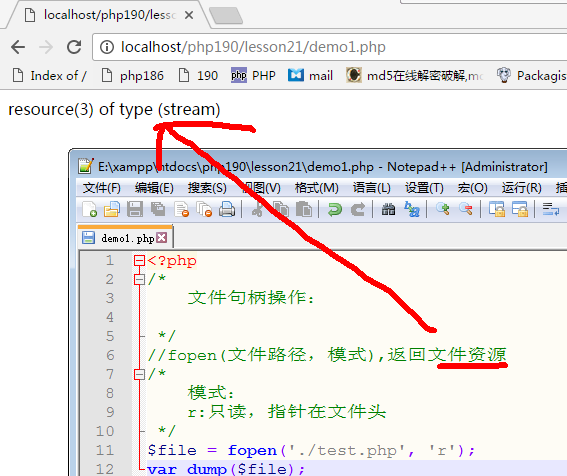 localhost/php190/lesso
localhost/php190/lesson21/demo1.php
Index of / php186 190 php PHP mail md5在线解密破解,mc Packagis
resource(3) of type (stream)
E:\xampp\htdocs\php190\lesson21\demo1.php - Notepad++ [Administrator]
文件(F) 编辑(E) 搜索(S) 视图(V) 格式(M) 语言(L) 设置(T) 宏(O) 运行(R)
demo1.php
1 <?php
2 /*
3 文件句柄操作：
4
5 */
6 //fopen(文件路径，模式),返回文件资源
7 /*
8 模式：
9 r:只读，指针在文件头
10 */
11 $file = fopen('./test.php', 'r');
12 var_dump($file);